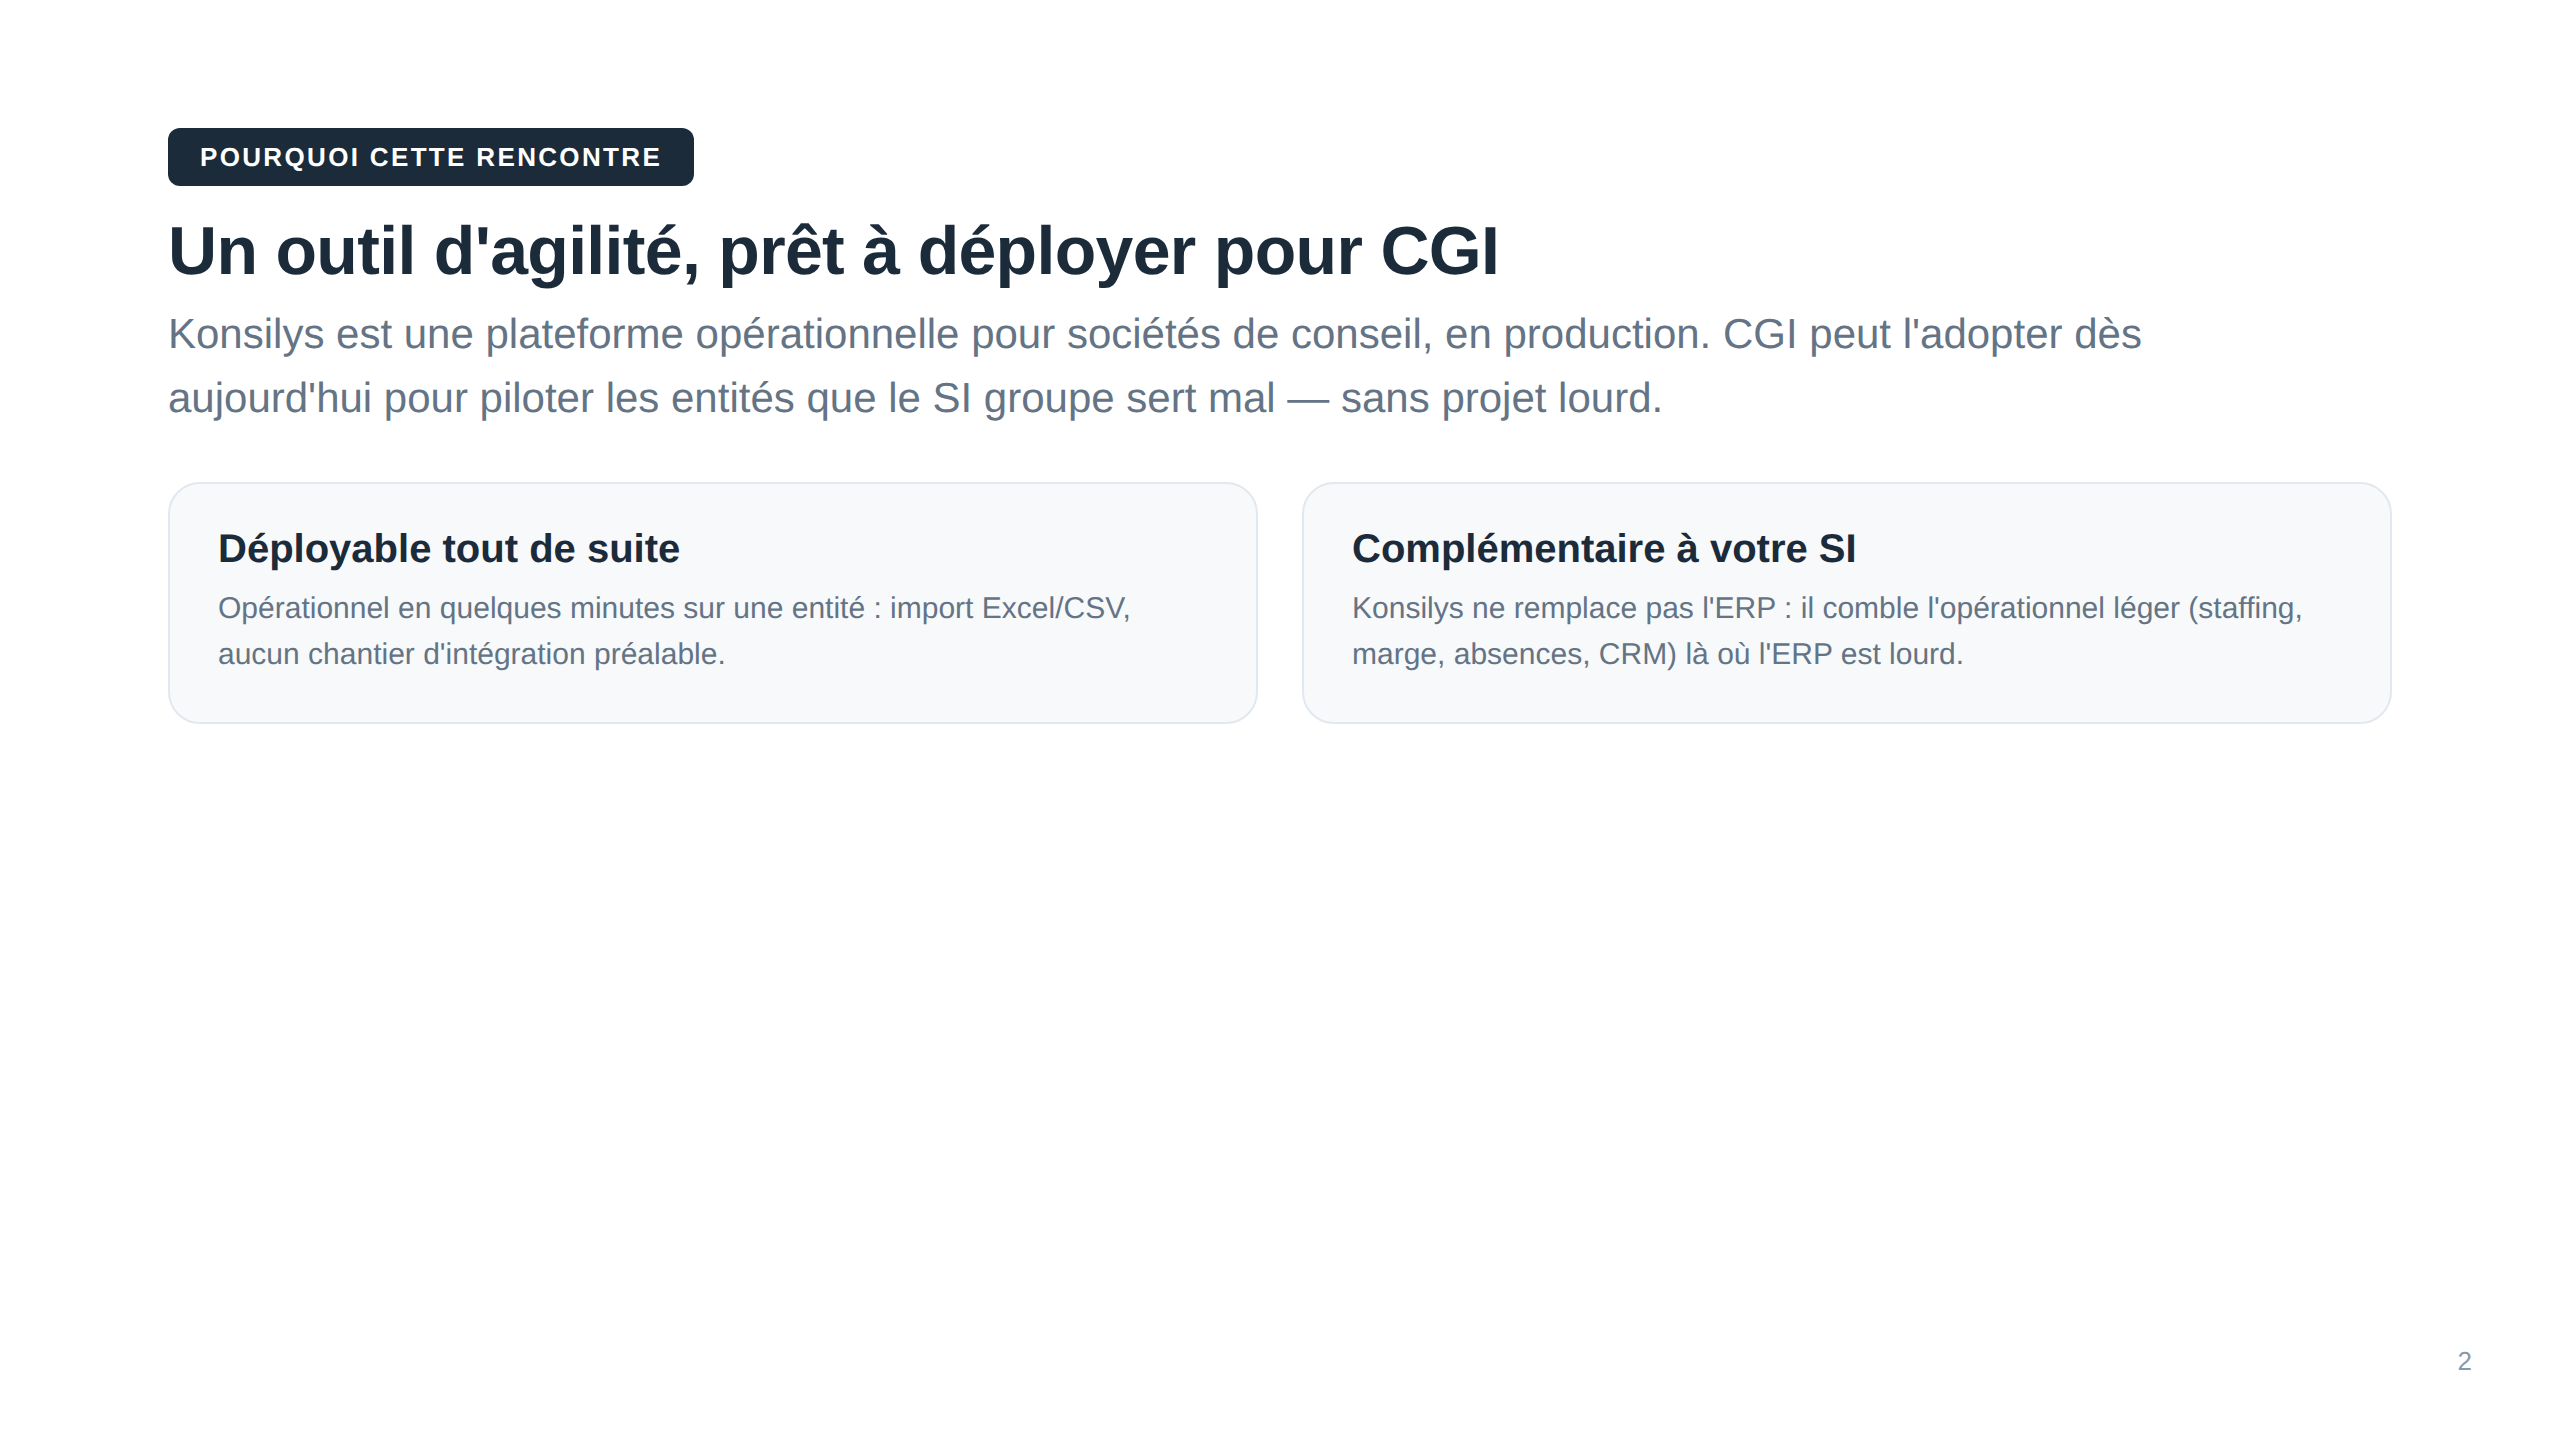 POURQUOI CETTE RENCONTRE
Un outil d'agilité, prêt à déployer pour CGI
Konsilys est une plateforme opérationnelle pour sociétés de conseil, en production. CGI peut l'adopter dès
aujourd'hui pour piloter les entités que le SI groupe sert mal — sans projet lourd.
Déployable tout de suite
Opérationnel en quelques minutes sur une entité : import Excel/CSV,
aucun chantier d'intégration préalable.
Complémentaire à votre SI
Konsilys ne remplace pas l'ERP : il comble l'opérationnel léger (staffing,
marge, absences, CRM) là où l'ERP est lourd.
2